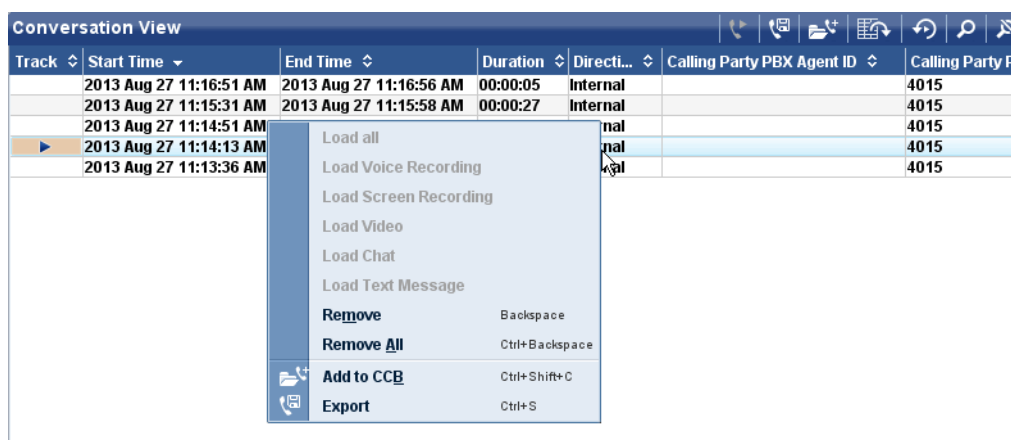 Conversation View
Track Start Time End Time Duration Directi... Calling Party PBX Agent ID Calling Party
2013 Aug 27 11:16:51 AM 2013 Aug 27 11:16:56 AM 00:00:05 Internal 4015
2013 Aug 27 11:15:31 AM 2013 Aug 27 11:15:58 AM 00:00:27 Internal 4015
2013 Aug 27 11:14:51 AM nal 4015
2013 Aug 27 11:14:13 AM nal 4015
2013 Aug 27 11:13:36 AM 4015
Load all
Load Voice Recording
Load Screen Recording
Load Video
Load Chat
Load Text Message
Remove Backspace
Remove All Ctrl+Backspace
Add to CCB Ctrl+Shift+C
Export Ctrl+S